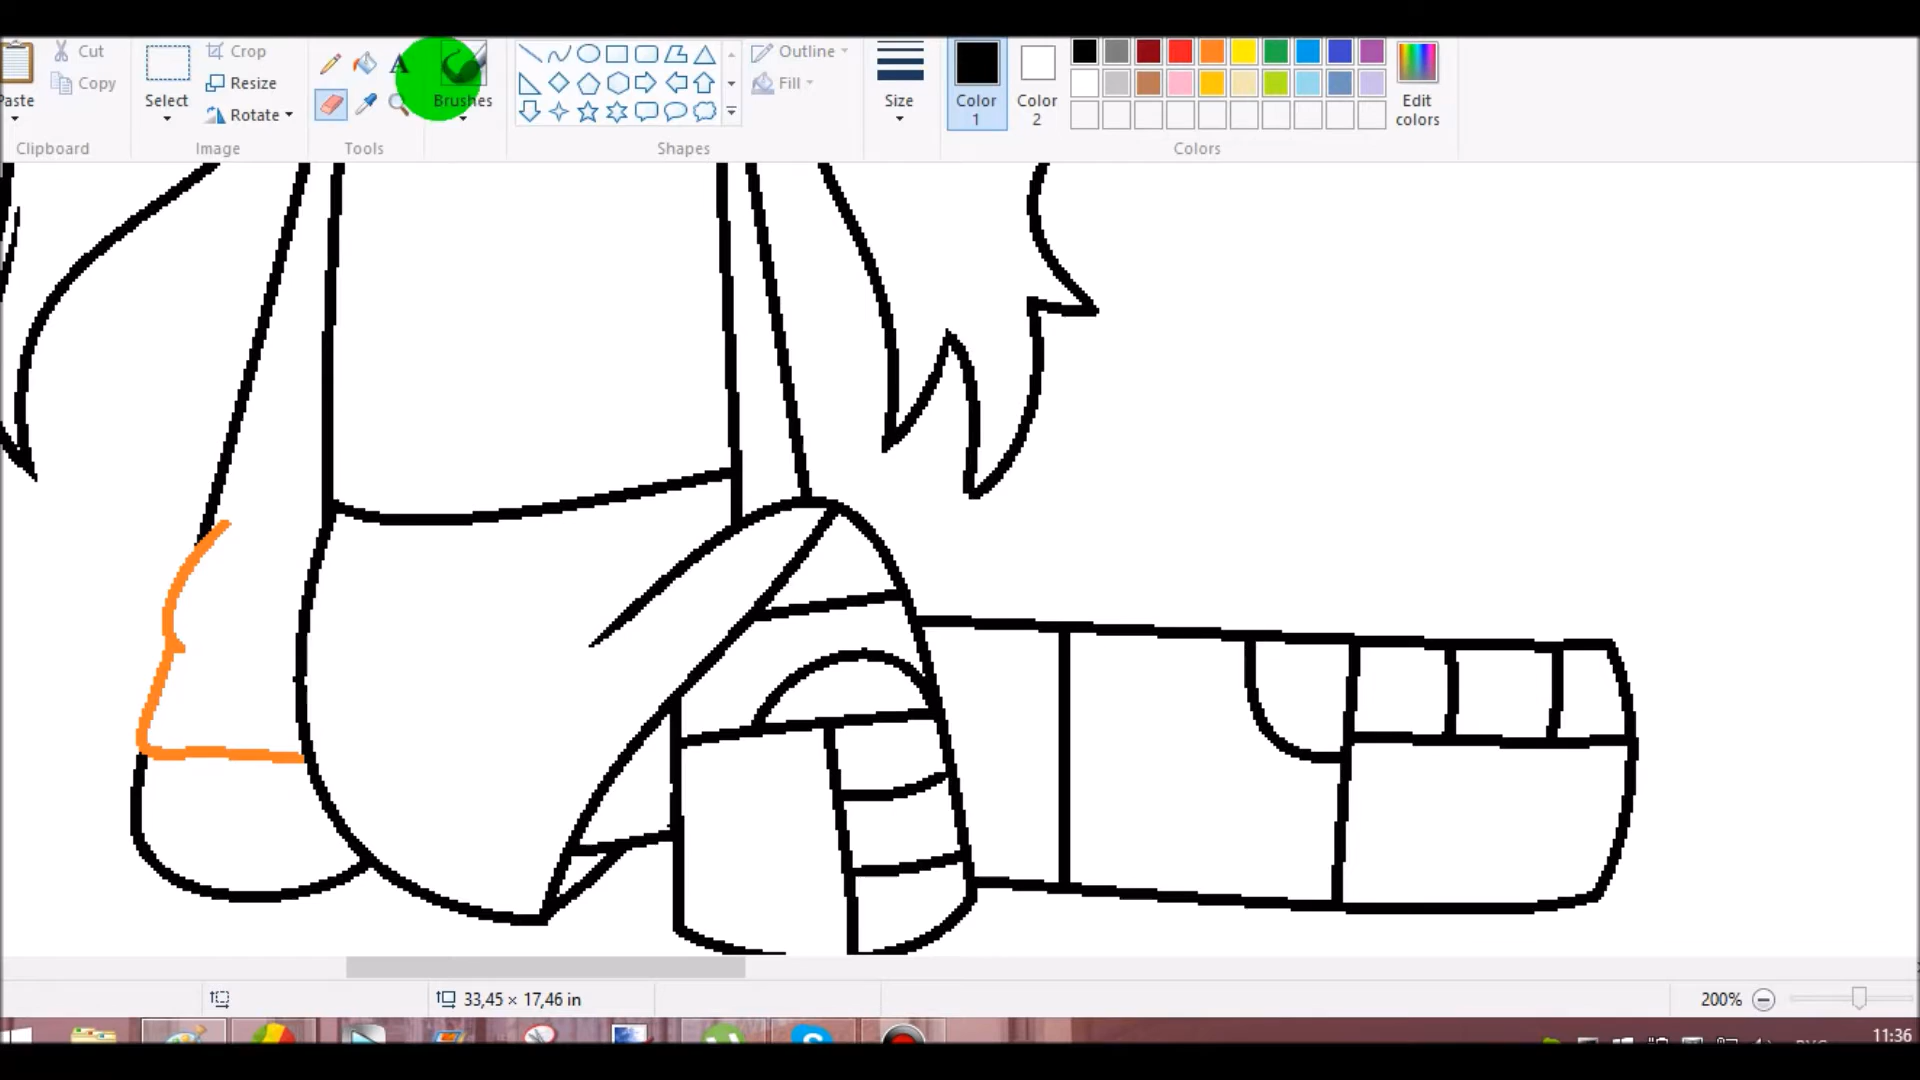 Cut
Crop
Outline
Paste
Copy
Select
Resize
A
Brushes
Fill
Size
Color
1
Color
2
Edit
colors
Rotate
Clipboard
Image
Tools
Shapes
Colors
33,45 × 17,46 in
200%
11:36